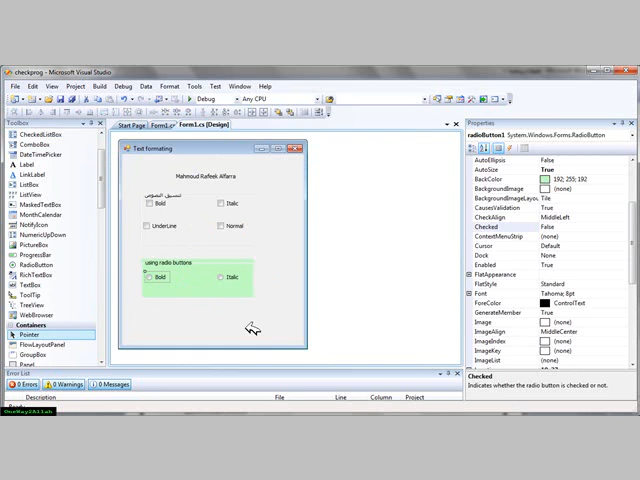 checkprog - Microsoft Visual Studio
File Edit View Project Build Debug Data Format Tools Test Window Help
Debug Any CPU
Toolbox
CheckedListBox
ComboBox
DateTimePicker
Label
LinkLabel
ListBox
ListView
MaskedTextBox
MonthCalendar
NotifyIcon
NumericUpDown
PictureBox
ProgressBar
RadioButton
RichTextBox
TextBox
ToolTip
TreeView
WebBrowser
Containers
Pointer
FlowLayoutPanel
GroupBox
Panel
Start Page Form1.cs Form1.cs [Design]
Text formating
Mahmoud Rafeek Alfarra
تنسيق النصوص
Bold Italic
UnderLine Normal
using radio buttons
Bold Italic
Properties
radioButton1 System.Windows.Forms.RadioButton
AutoEllipsis False
AutoSize True
BackColor 192; 255; 192
BackgroundImage (none)
BackgroundImageLayou Tile
CausesValidation True
CheckAlign MiddleLeft
Checked False
ContextMenuStrip (none)
Cursor Default
Dock None
Enabled True
FlatAppearance
FlatStyle Standard
Font Tahoma; 8pt
ForeColor ControlText
GenerateMember True
Image (none)
ImageAlign MiddleCenter
ImageIndex (none)
ImageKey (none)
ImageList (none)
Checked
Indicates whether the radio button is checked or not.
Error List
0 Errors 0 Warnings 0 Messages
Description File Line Column Project
OneWay2Allah